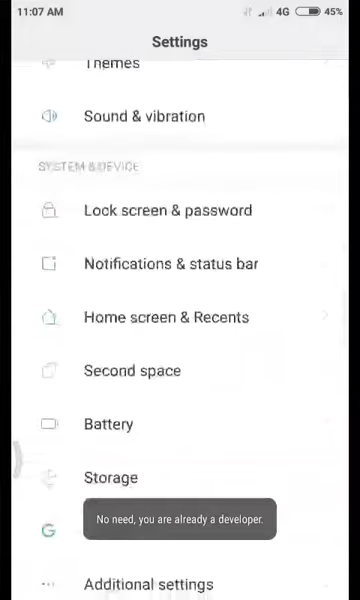 11:07 AM 4G 45%
Settings
Themes
Sound & vibration
SYSTEM & DEVICE
Lock screen & password
Notifications & status bar
Home screen & Recents
Second space
Battery
Storage
G
No need, you are already a developer.
Additional settings